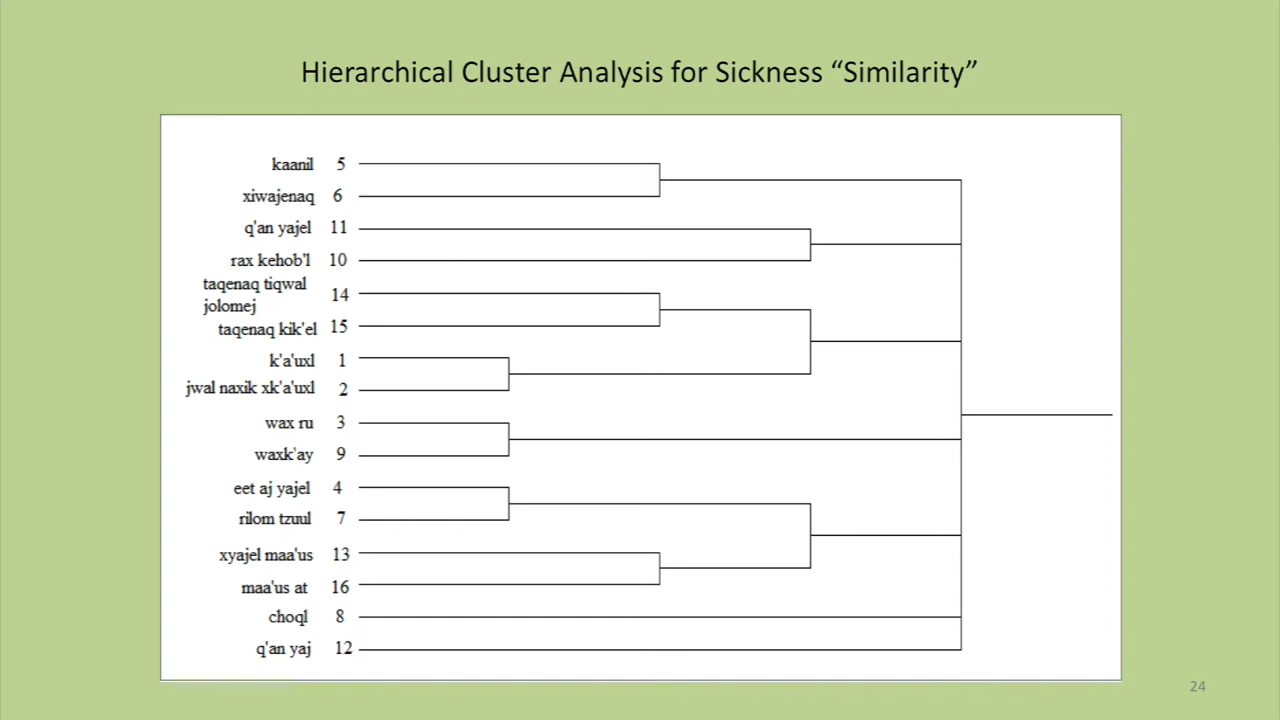 Hierarchical Cluster Analysis for Sickness “Similarity”
kaanil 5
xiwajenaq 6
q'an yajel 11
rax kehob'l 10
taqenaq tiqwal
jolomej 14
taqenaq kik'el 15
k'a'uxl 1
jwal naxik xk'a'uxl 2
wax ru 3
waxk'ay 9
eet aj yajel 4
rilom tzuul 7
xyajel maa'us 13
maa'us at 16
choql 8
q'an yaj 12
24